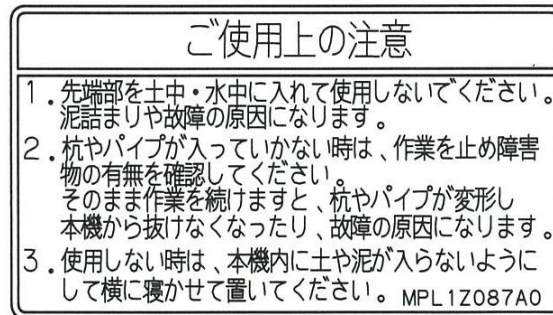 ご使用上の注意
1．先端部を土中・水中に入れて使用しないでください。
泥詰まりや故障の原因になります。
2．杭やパイプが入っていかない時は、作業を止め障害
物の有無を確認してください。
そのまま作業を続けますと、杭やパイプが変形し
本機から抜けなくなったり、故障の原因になります。
3．使用しない時は、本機内に土や泥が入らないように
して横に寝かせて置いてください。 MPL1Z087A0